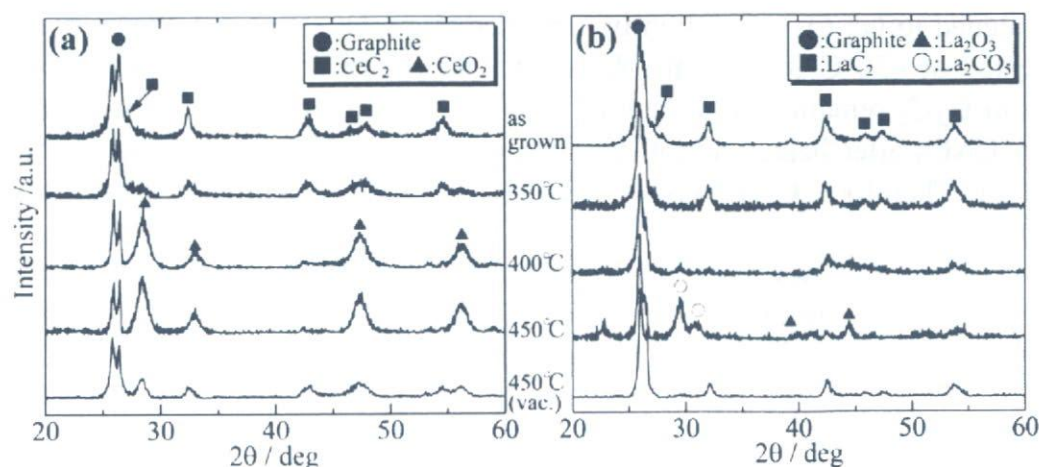 (a)
●:Graphite
■:CeC₂ ▲:CeO₂
as
grown
350℃
400℃
450℃
450℃
(vac.)
Intensity /a.u.
20 30 40 50 60
2θ / deg
(b)
●:Graphite ▲:La₂O₃
■:LaC₂ ○:La₂CO₅
20 30 40 50 60
2θ / deg